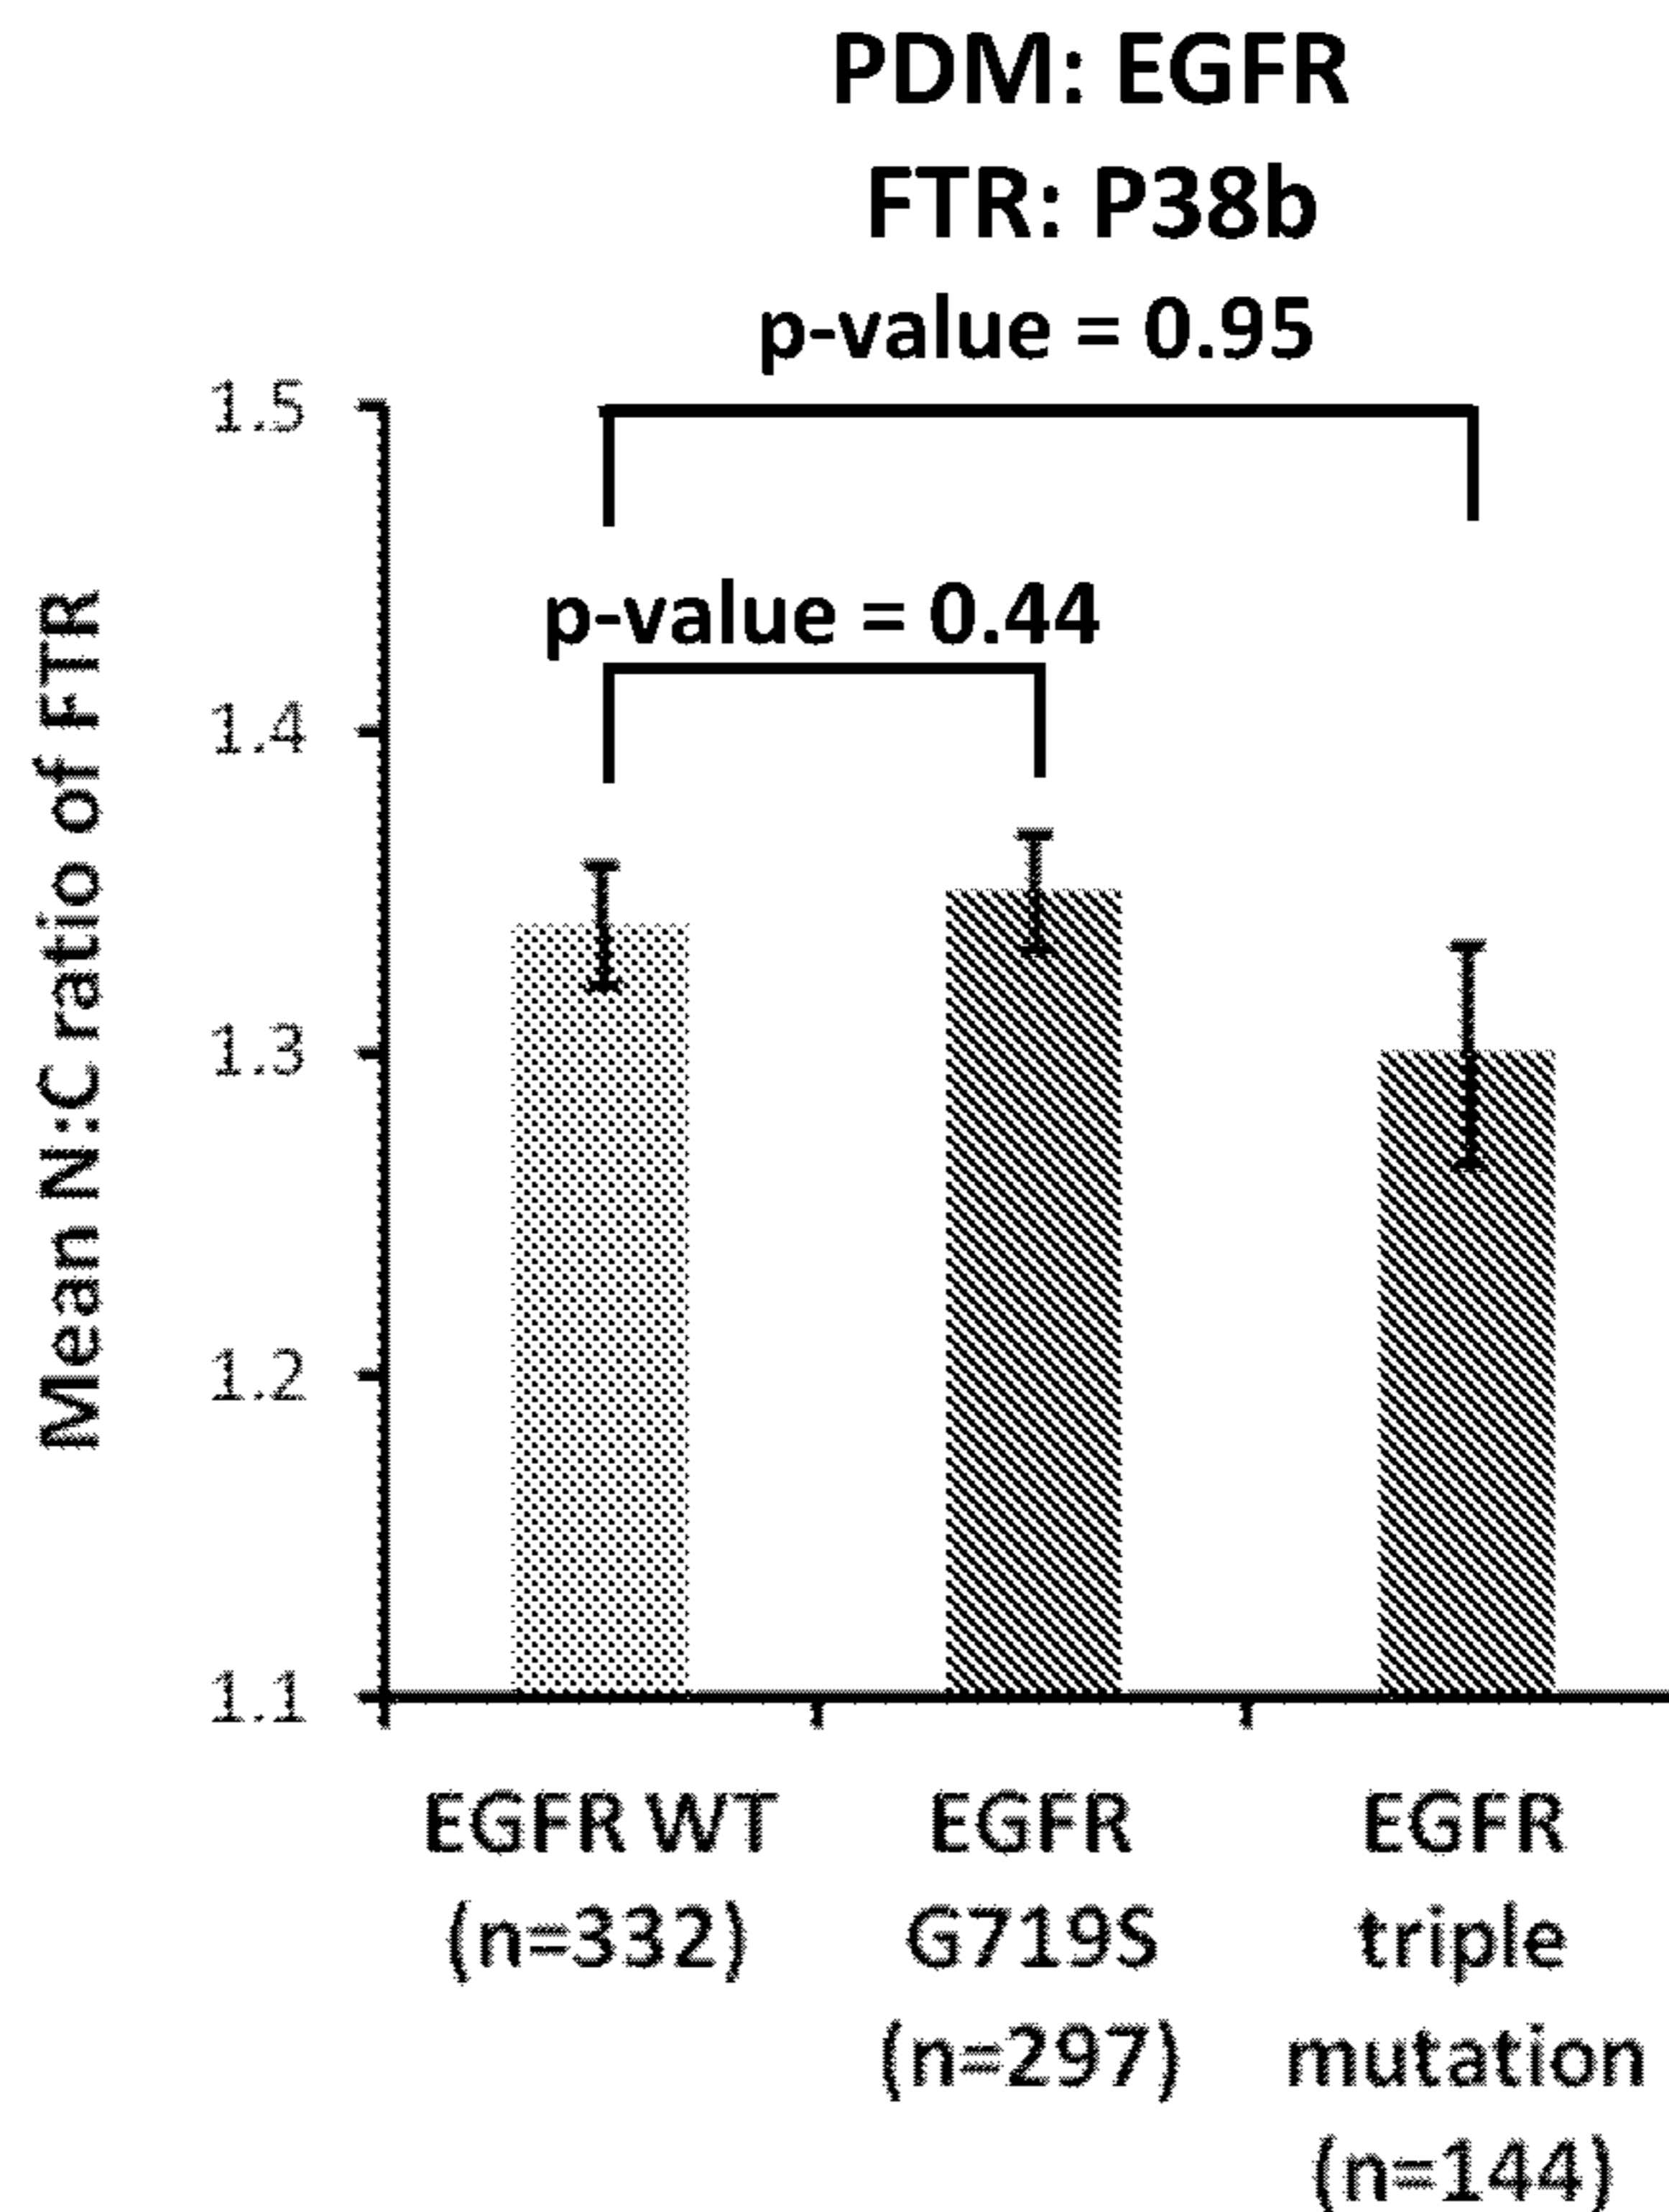 PDM: EGFR
FTR: P38b
p-value = 0.95
1.5
p-value = 0.44
1.4
1.3
1.2
1.1
Mean N:C ratio of FTR
EGFR WT
(n=332)
EGFR
G719S
(n=297)
EGFR
triple
mutation
(n=144)